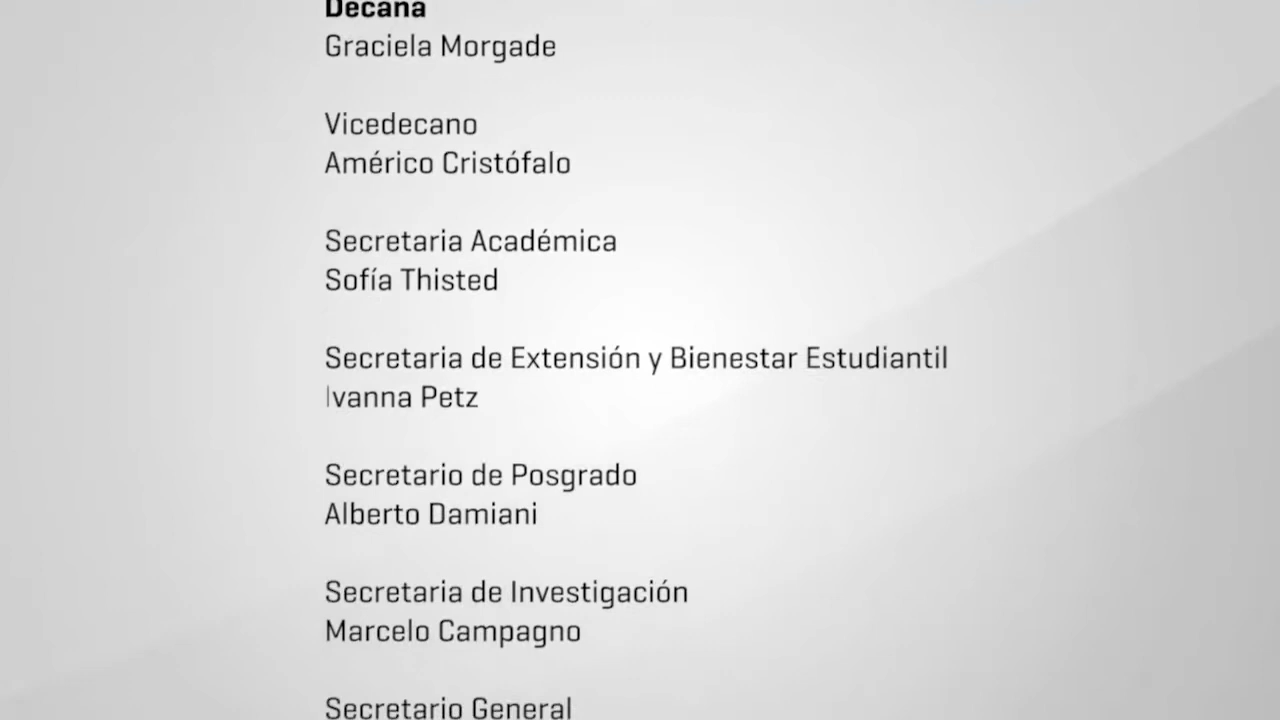 Decana
Graciela Morgade
Vicedecano
Américo Cristófalo
Secretaria Académica
Sofía Thisted
Secretaria de Extensión y Bienestar Estudiantil
Ivanna Petz
Secretario de Posgrado
Alberto Damiani
Secretaria de Investigación
Marcelo Campagno
Secretario General